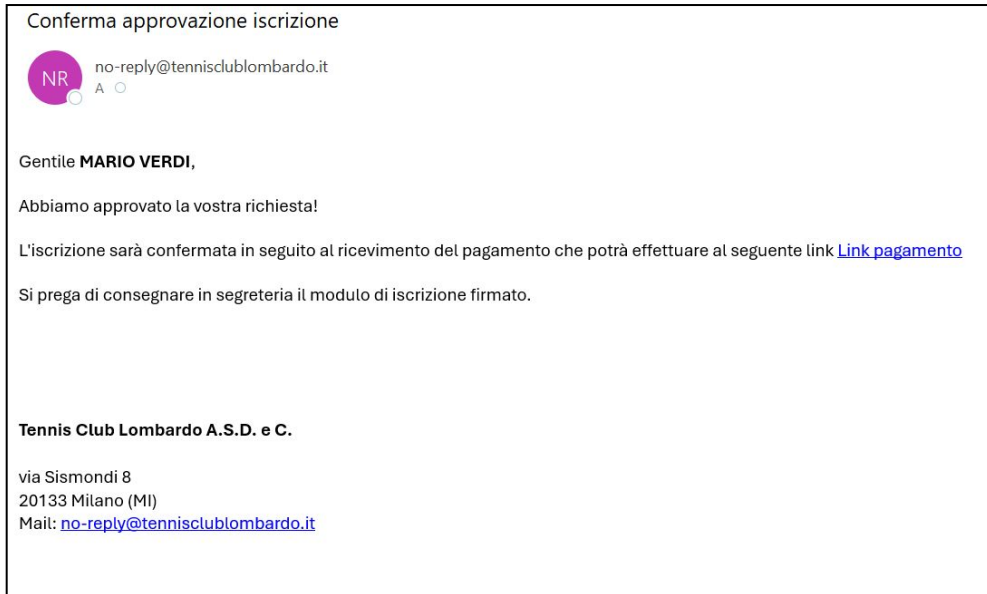 Conferma approvazione iscrizione
NR
no-reply@tennisclublombardo.it
A
Gentile MARIO VERDI,
Abbiamo approvato la vostra richiesta!
L'iscrizione sarà confermata in seguito al ricevimento del pagamento che potrà effettuare al seguente link Link pagamento
Si prega di consegnare in segreteria il modulo di iscrizione firmato.
Tennis Club Lombardo A.S.D. e C.
via Sismondi 8
20133 Milano (MI)
Mail: no-reply@tennisclublombardo.it